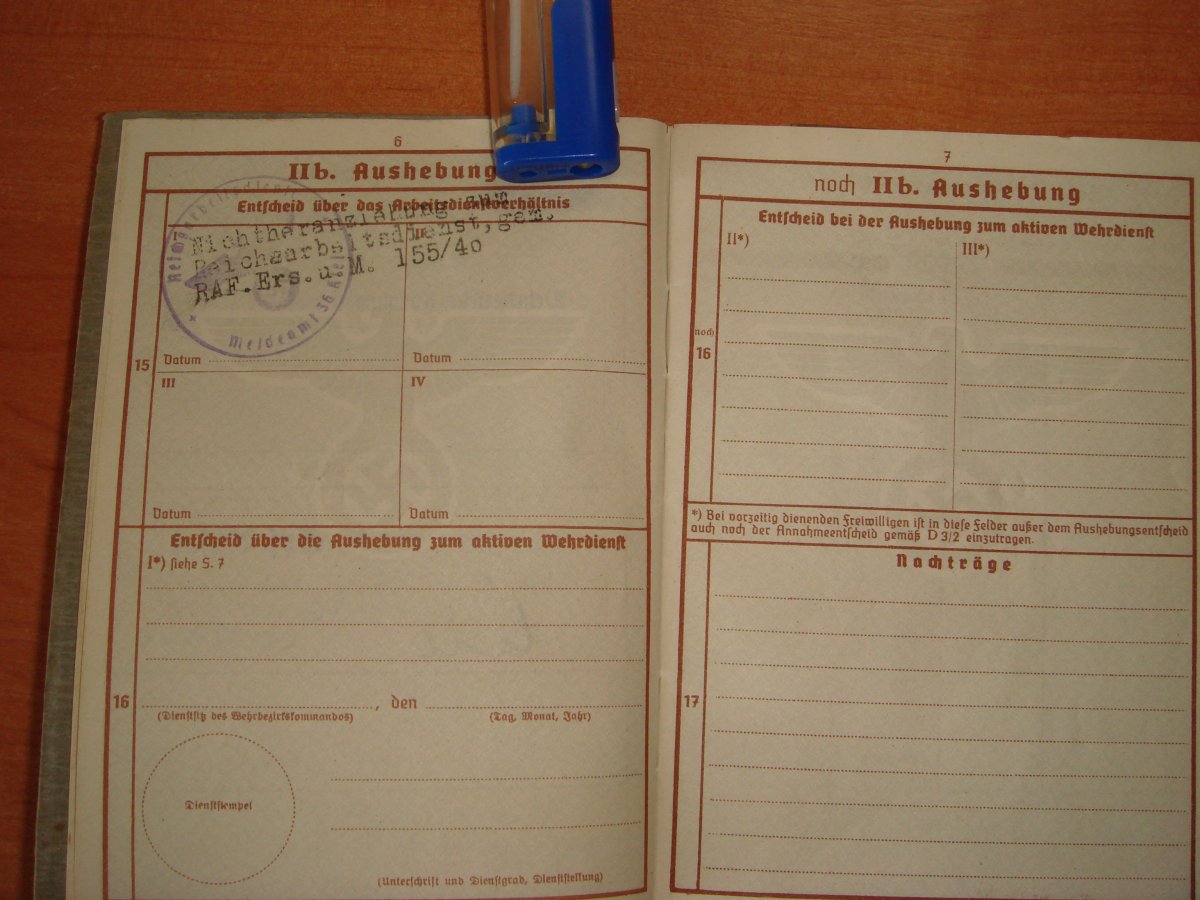 6
IIb. Aushebung
Entscheid über das Arbeitsdienstverhältnis
Nichtheranziehung zum
Reichsarbeitsdienst, gem.
RAF.Ers.u.M. 155/40
Reichsarbeitsdienst
Meldeamt 36
II
15
Datum
Datum
III
IV
Datum
Datum
Entscheid über die Aushebung zum aktiven Wehrdienst
I*) siehe S. 7
16
, den
(Dienstsitz des Wehrbezirkskommandos)
(Tag, Monat, Jahr)
Dienststempel
(Unterschrift und Dienstgrad, Dienststellung)
7
noch IIb. Aushebung
Entscheid bei der Aushebung zum aktiven Wehrdienst
II*)
III*)
noch
16
*) Bei vorzeitig dienenden Freiwilligen ist in diese Felder außer dem Aushebungsentscheid
auch noch der Annahmeentscheid gemäß D 3/2 einzutragen.
Nachträge
17